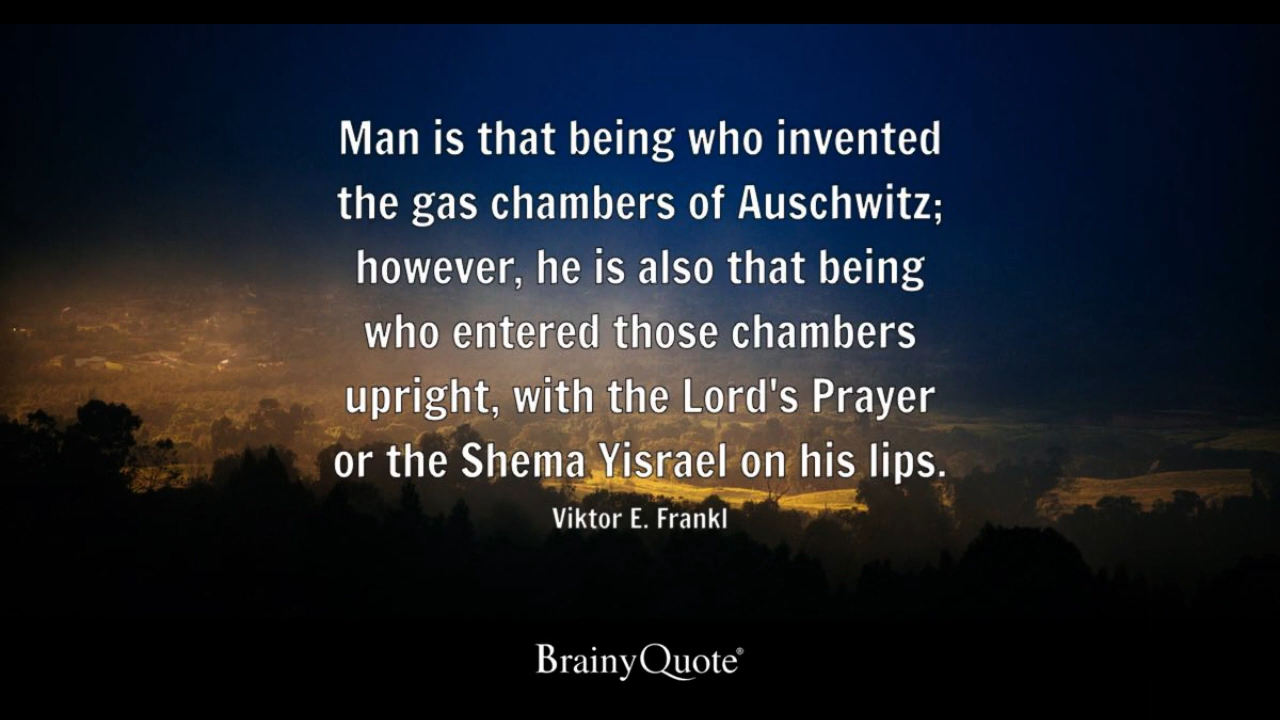 Man is that being who invented
the gas chambers of Auschwitz;
however, he is also that being
who entered those chambers
upright, with the Lord's Prayer
or the Shema Yisrael on his lips.
Viktor E. Frankl
BrainyQuote®